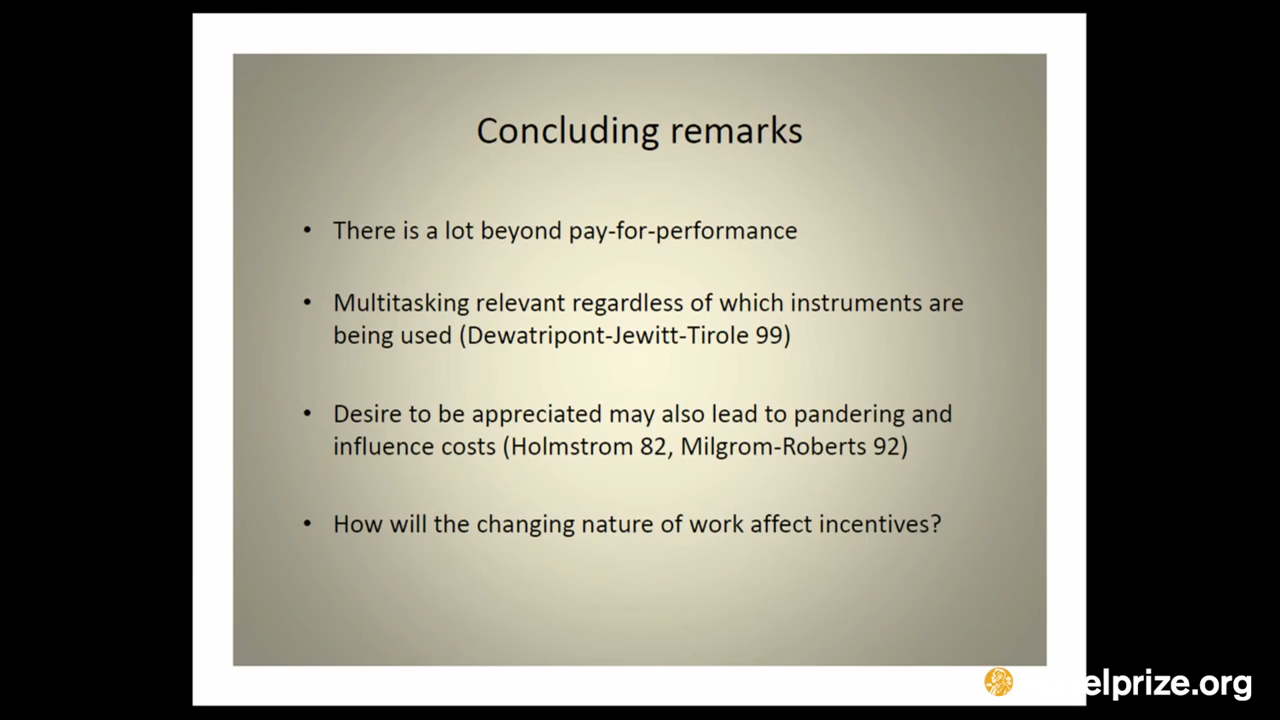 Concluding remarks
• There is a lot beyond pay-for-performance
• Multitasking relevant regardless of which instruments are
being used (Dewatripont-Jewitt-Tirole 99)
• Desire to be appreciated may also lead to pandering and
influence costs (Holmstrom 82, Milgrom-Roberts 92)
• How will the changing nature of work affect incentives?
elprize.org